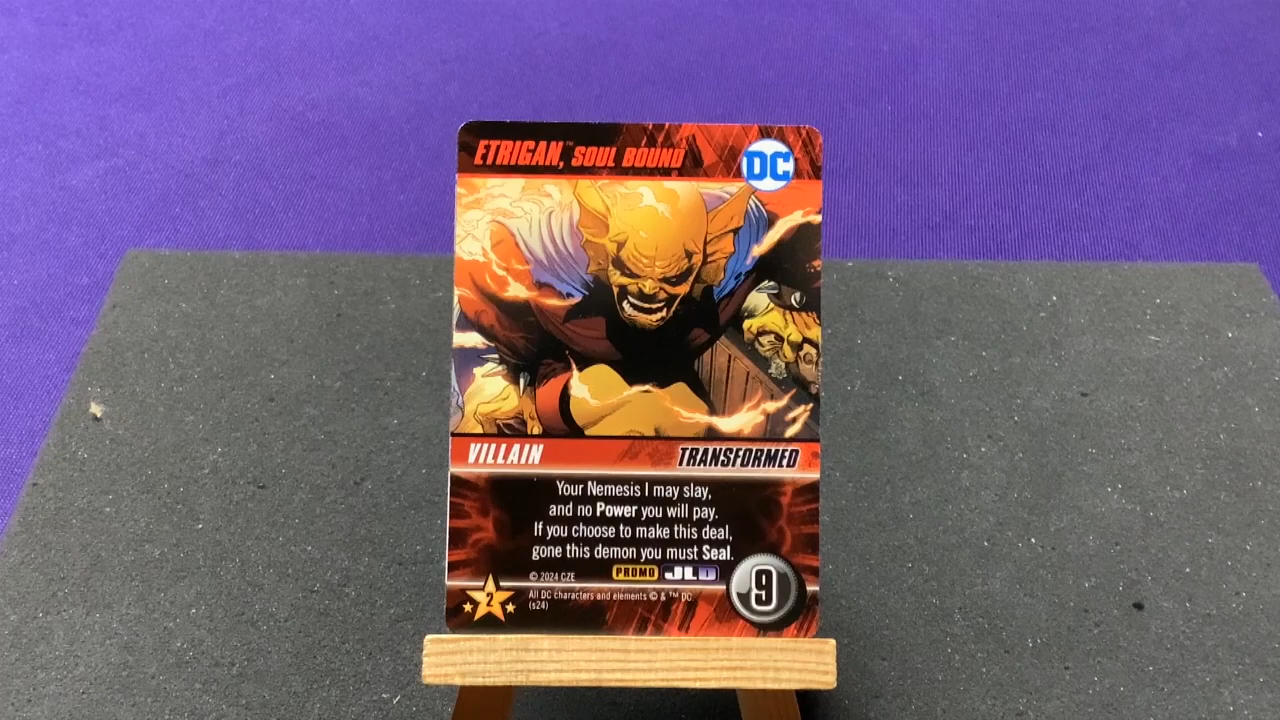 ETRIGAN,™ SOUL BOUND
DC
VILLAIN
TRANSFORMED
Your Nemesis I may slay,
and no Power you will pay.
If you choose to make this deal,
gone this demon you must Seal.
© 2024 CZE
PROMO JLD
2
All DC characters and elements © & ™ DC
(s24)
9